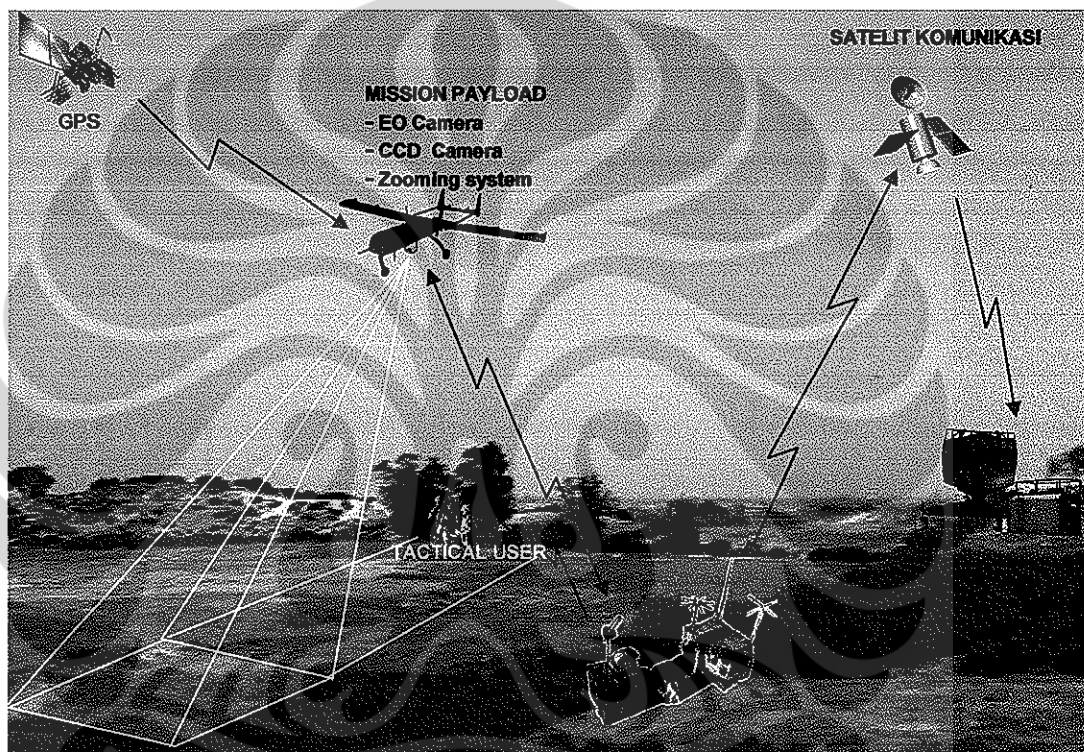 GPS
MISSION PAYLOAD
- EO Camera
- CCD Camera
- Zooming system
SATELIT KOMUNIKASI
TACTICAL USER